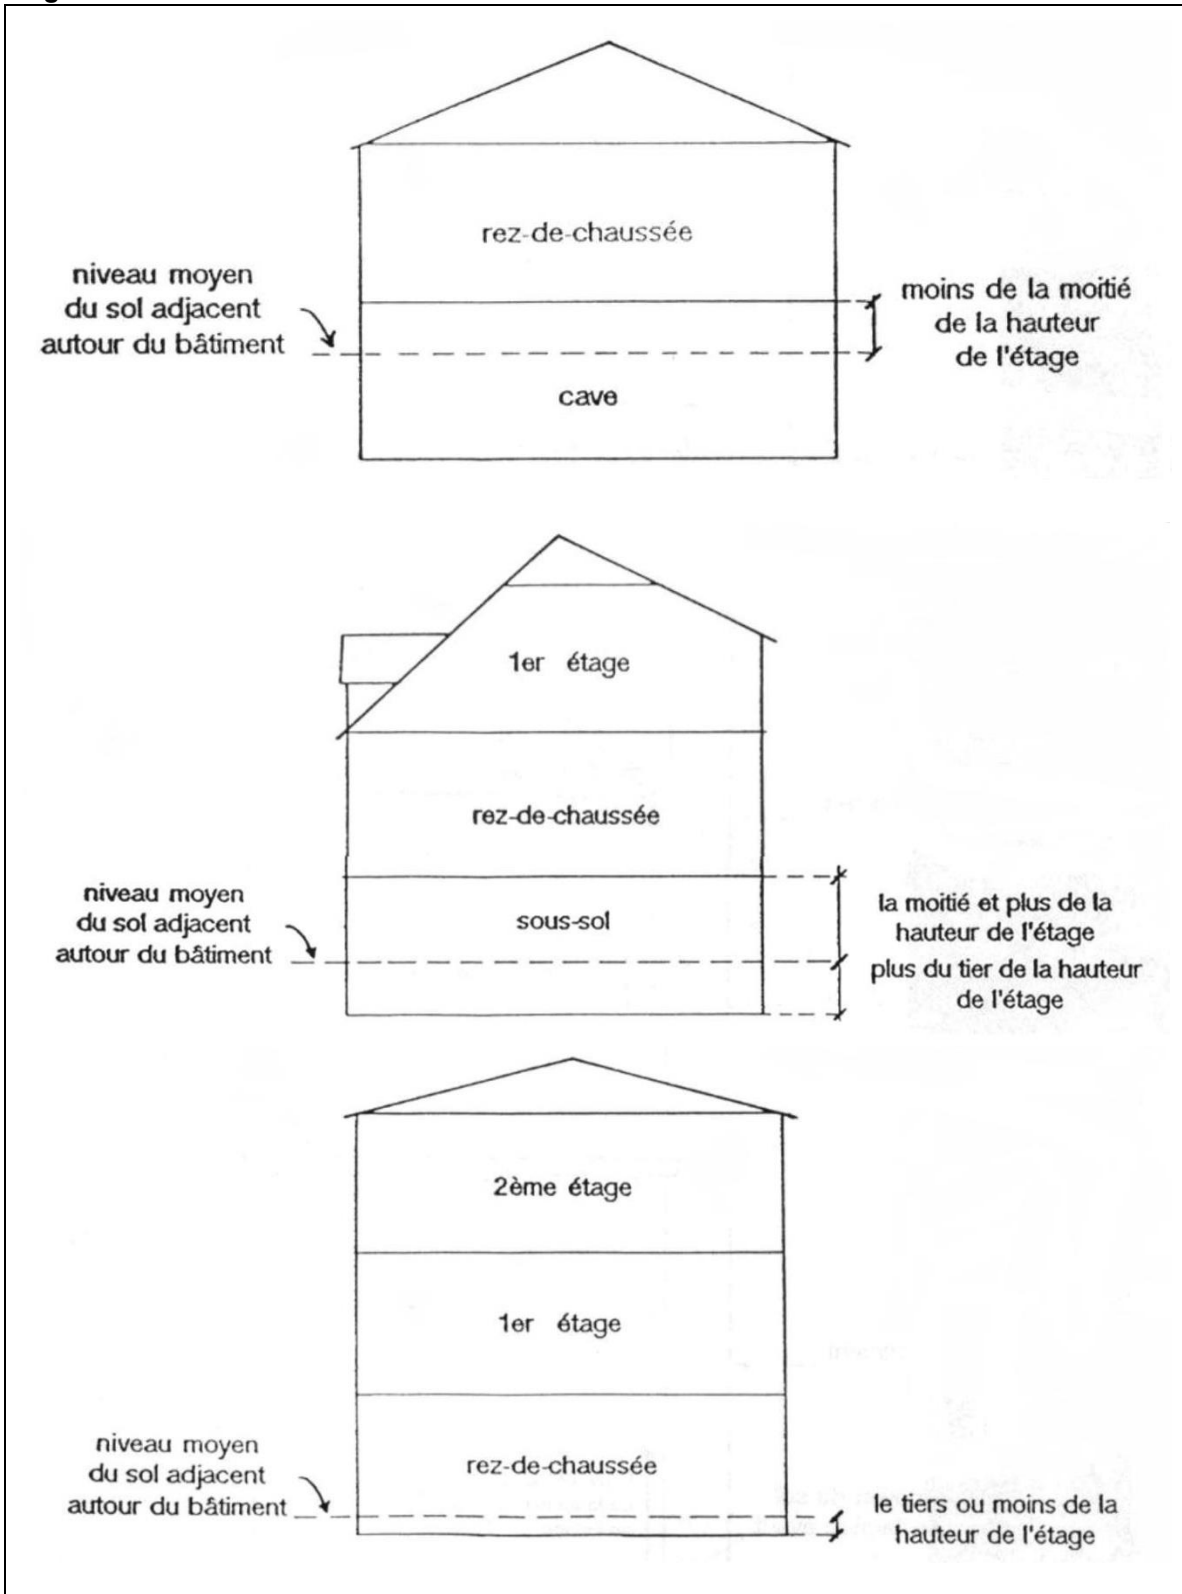 rez-de-chaussée
niveau moyen
du sol adjacent
autour du bâtiment
moins de la moitié
de la hauteur
de l'étage
cave
1er étage
rez-de-chaussée
niveau moyen
du sol adjacent
autour du bâtiment
sous-sol
la moitié et plus de la
hauteur de l'étage
plus du tier de la hauteur
de l'étage
2ème étage
1er étage
niveau moyen
du sol adjacent
autour du bâtiment
rez-de-chaussée
le tiers ou moins de la
hauteur de l'étage